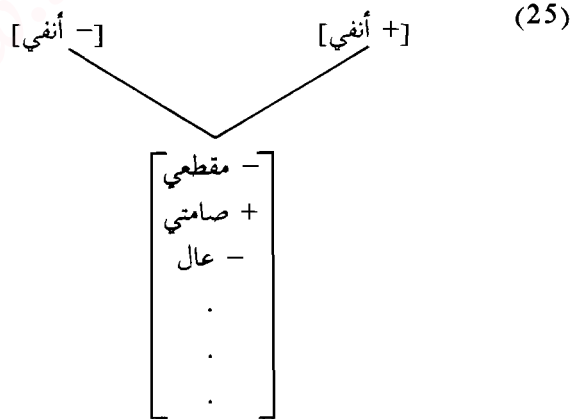 (25)
[+ أنفي] [− أنفي]
− مقطعي
+ صامتي
− عال
.
.
.